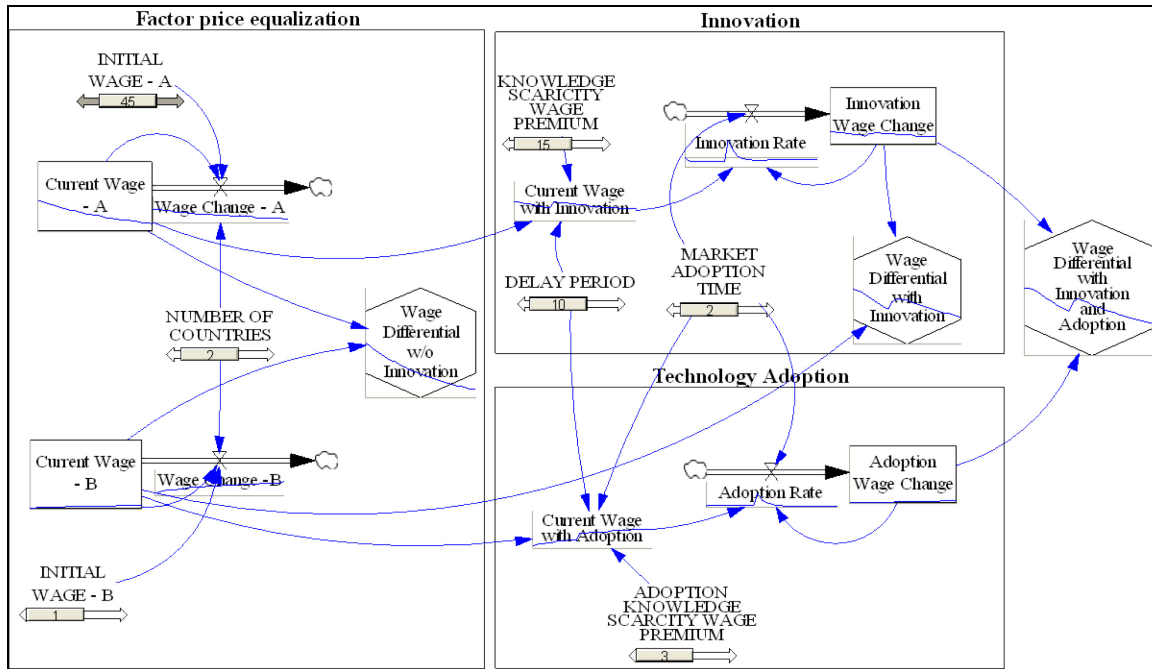 Factor price equalization
INITIAL
WAGE - A
45
Current Wage
- A
Wage Change - A
NUMBER OF
COUNTRIES
2
Wage
Differential
w/o
Innovation
Current Wage
- B
Wage Change -B
INITIAL
WAGE - B
1
Innovation
KNOWLEDGE
SCARICITY
WAGE
PREMIUM
15
Current Wage
with Innovation
DELAY PERIOD
10
Innovation Rate
Innovation
Wage Change
MARKET
ADOPTION
TIME
2
Wage
Differential
with
Innovation
Wage
Differential
with
Innovation
and
Adoption
Technology Adoption
Adoption Rate
Adoption
Wage Change
Current Wage
with Adoption
ADOPTION
KNOWLEDGE
SCARCITY WAGE
PREMIUM
3